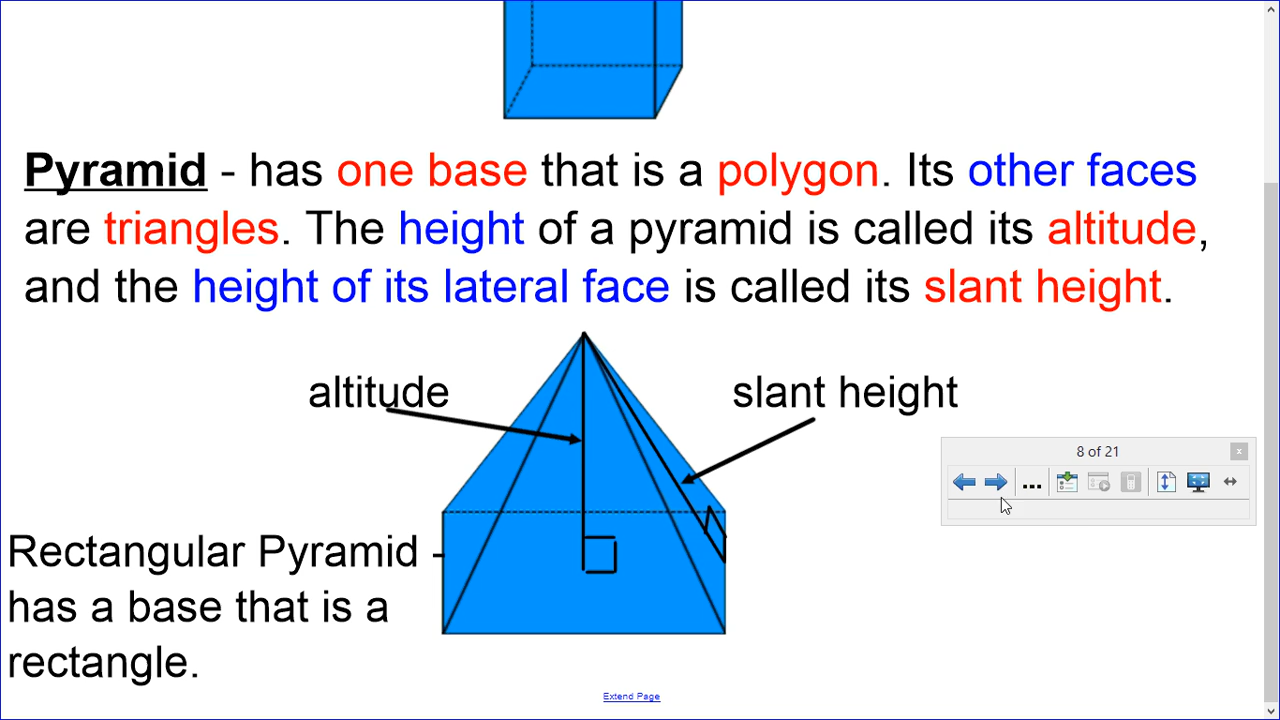 Pyramid - has one base that is a polygon. Its other faces
are triangles. The height of a pyramid is called its altitude,
and the height of its lateral face is called its slant height.
altitude
slant height
8 of 21
Rectangular Pyramid -
has a base that is a
rectangle.
Extend Page